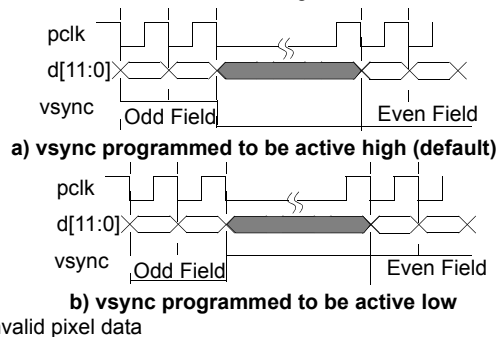 pclk
d[11:0]
vsync
Odd Field
Even Field
a) vsync programmed to be active high (default)
pclk
d[11:0]
vsync
Odd Field
Even Field
b) vsync programmed to be active low
nvalid pixel data